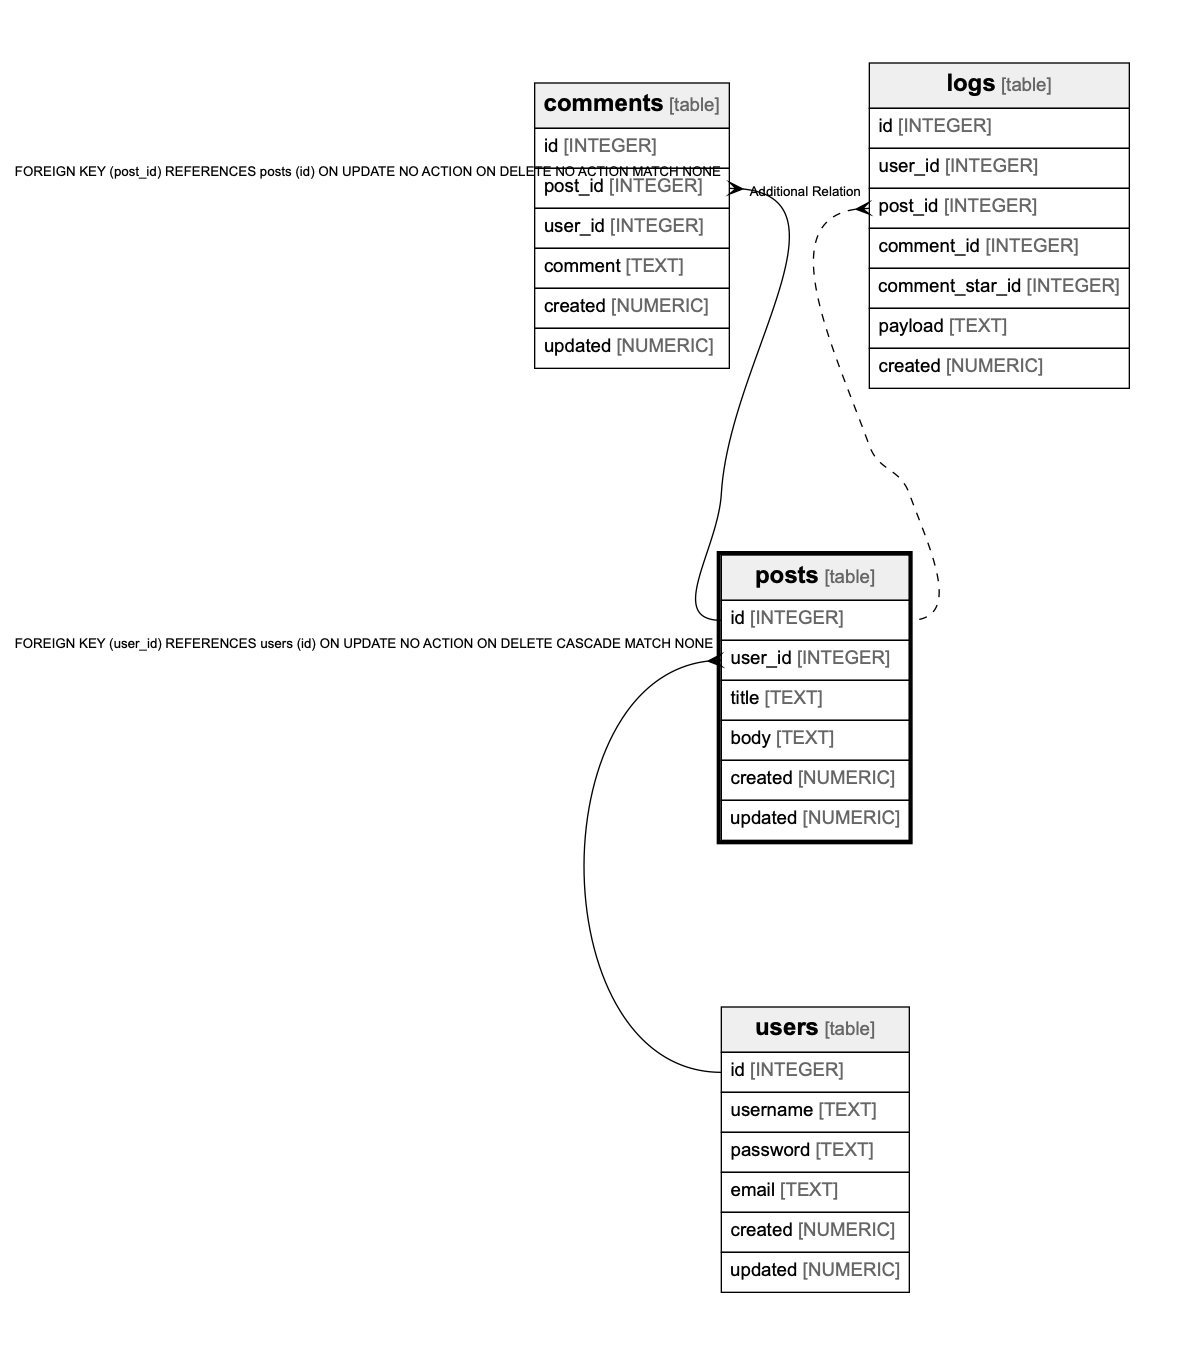 comments [table]
id [INTEGER]
post_id [INTEGER]
user_id [INTEGER]
comment [TEXT]
created [NUMERIC]
updated [NUMERIC]
FOREIGN KEY (post_id) REFERENCES posts (id) ON UPDATE NO ACTION ON DELETE NO ACTION MATCH NONE
logs [table]
id [INTEGER]
user_id [INTEGER]
post_id [INTEGER]
comment_id [INTEGER]
comment_star_id [INTEGER]
payload [TEXT]
created [NUMERIC]
Additional Relation
posts [table]
id [INTEGER]
user_id [INTEGER]
title [TEXT]
body [TEXT]
created [NUMERIC]
updated [NUMERIC]
FOREIGN KEY (user_id) REFERENCES users (id) ON UPDATE NO ACTION ON DELETE CASCADE MATCH NONE
users [table]
id [INTEGER]
username [TEXT]
password [TEXT]
email [TEXT]
created [NUMERIC]
updated [NUMERIC]